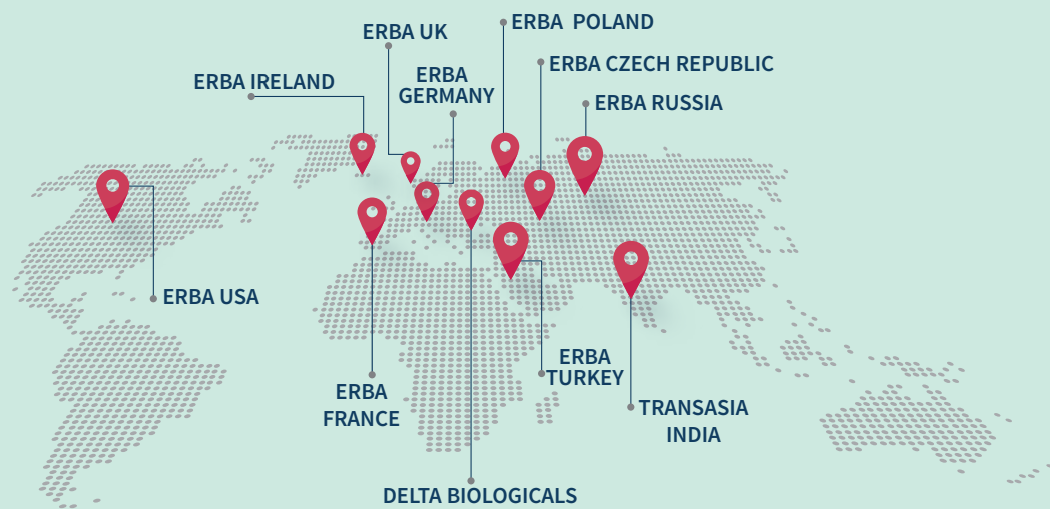 ERBA POLAND
ERBA UK
ERBA CZECH REPUBLIC
ERBA
GERMANY
ERBA IRELAND
ERBA RUSSIA
ERBA USA
ERBA
TURKEY
ERBA
FRANCE
TRANSASIA
INDIA
DELTA BIOLOGICALS